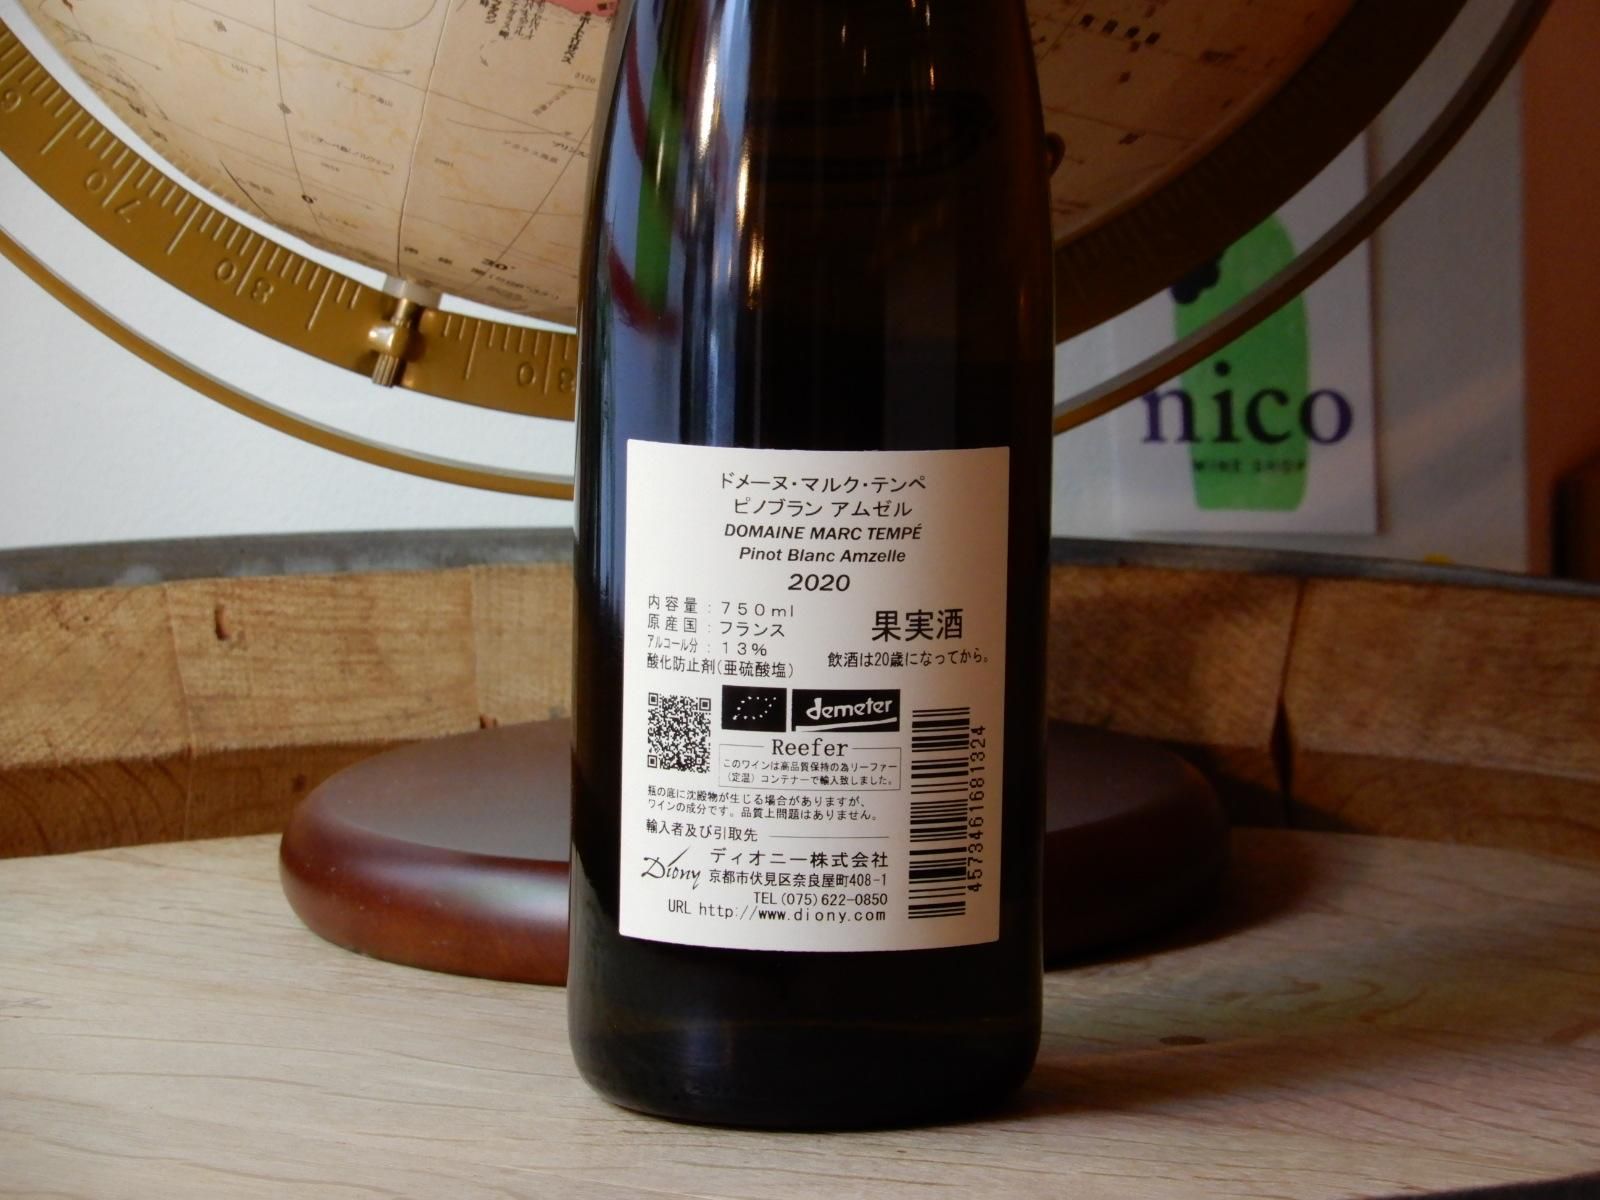 ドメーヌ・マルク・テンペ
ピノブラン アムゼル
DOMAINE MARC TEMPÉ
Pinot Blanc Amzelle
2020
内容量：750ml
原産国：フランス
アルコール分：13%
酸化防止剤(亜硫酸塩)
果実酒
飲酒は20歳になってから。
demeter
Reefer
このワインは高品質保持の為リーファー
(定温)コンテナーで輸入致しました。
瓶の底に沈殿物が生じる場合がありますが、
ワインの成分です。品質上問題はありません。
輸入者及び引取先
Diony
ディオニー株式会社
京都市伏見区奈良屋町408-1
TEL(075)622-0850
URL http://www.diony.com
4573461681324
nico
WINE SHOP